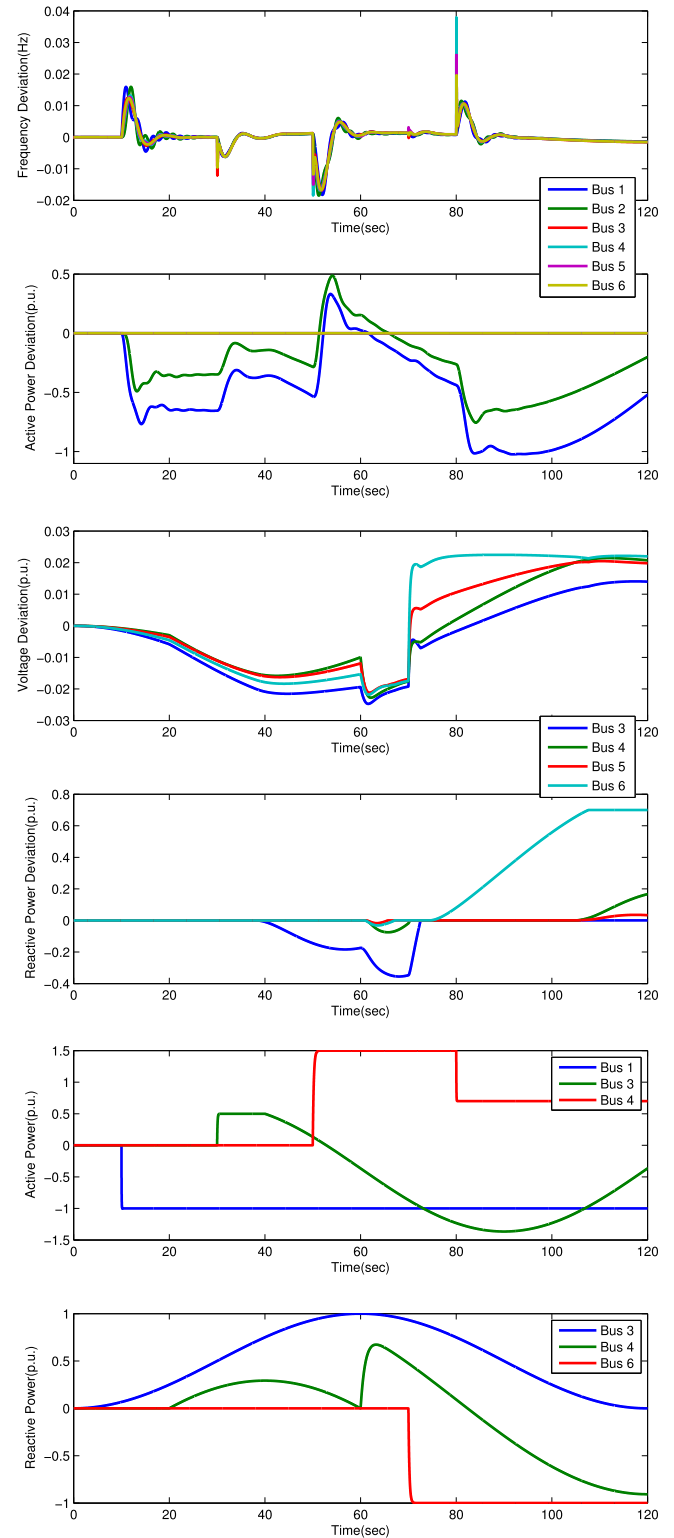 0.04
0.03
0.02
0.01
0
−0.01
−0.02
Frequency Deviation(Hz)
0 20 40 60 80 100 120
Time(sec)
Bus 1
Bus 2
Bus 3
Bus 4
Bus 5
Bus 6
0.5
0
−0.5
−1
Active Power Deviation(p.u.)
0 20 40 60 80 100 120
Time(sec)
0.03
0.02
0.01
0
−0.01
−0.02
−0.03
Voltage Deviation(p.u.)
0 20 40 60 80 100 120
Time(sec)
Bus 3
Bus 4
Bus 5
Bus 6
0.8
0.6
0.4
0.2
0
−0.2
−0.4
Reactive Power Deviation(p.u.)
0 20 40 60 80 100 120
Time(sec)
1.5
1
0.5
0
−0.5
−1
−1.5
Active Power(p.u.)
Bus 1
Bus 3
Bus 4
0 20 40 60 80 100 120
Time(sec)
1
0.5
0
−0.5
−1
Reactive Power(p.u.)
Bus 3
Bus 4
Bus 6
0 20 40 60 80 100 120
Time(sec)